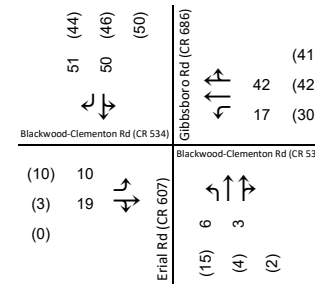 (44) (46) (50)
51 50
Blackwood-Clementon Rd (CR 534)
Gibbsboro Rd (CR 686)
(41
42 (42
17 (30
(10) 10
(3) 19
(0)
Erial Rd (CR 607)
Blackwood-Clementon Rd (CR 53
6 3
(15) (4) (2)